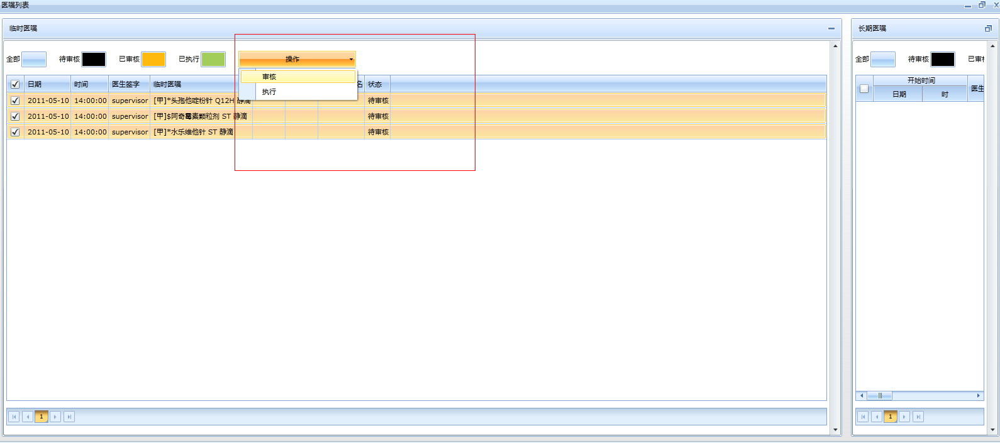 医嘱列表
临时医嘱
全部 待审核 已审核 已执行 操作
审核
执行
日期 时间 医生签字 临时医嘱 名 状态
2011-05-10 14:00:00 supervisor [甲]*头孢他啶粉针 Q12H 静滴 待审核
2011-05-10 14:00:00 supervisor [甲]$阿奇霉素颗粒剂 ST 静滴 待审核
2011-05-10 14:00:00 supervisor [甲]*水乐维他针 ST 静滴 待审核
1
长期医嘱
全部 待审核 已审
开始时间
日期 时 医生
1